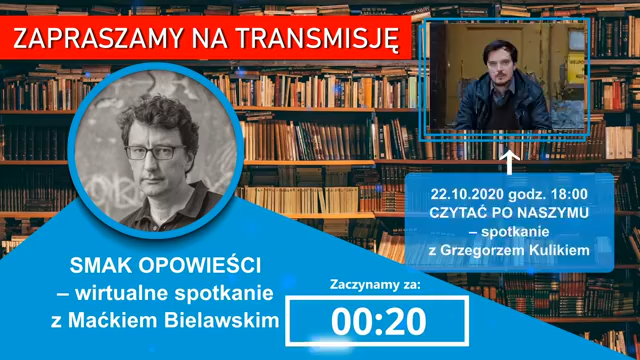 ZAPRASZAMY NA TRANSMISJĘ
22.10.2020 godz. 18:00
CZYTAĆ PO NASZYMU
– spotkanie
z Grzegorzem Kulikiem
SMAK OPOWIEŚCI
– wirtualne spotkanie
z Maćkiem Bielawskim
Zaczynamy za:
00:20